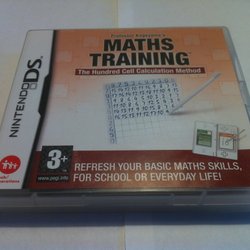 Professor Kageyama's
MATHS
TRAINING
The Hundred Cell Calculation Method
NINTENDO DS
3+
www.pegi.info
REFRESH YOUR BASIC MATHS SKILLS,
FOR SCHOOL OR EVERYDAY LIFE!